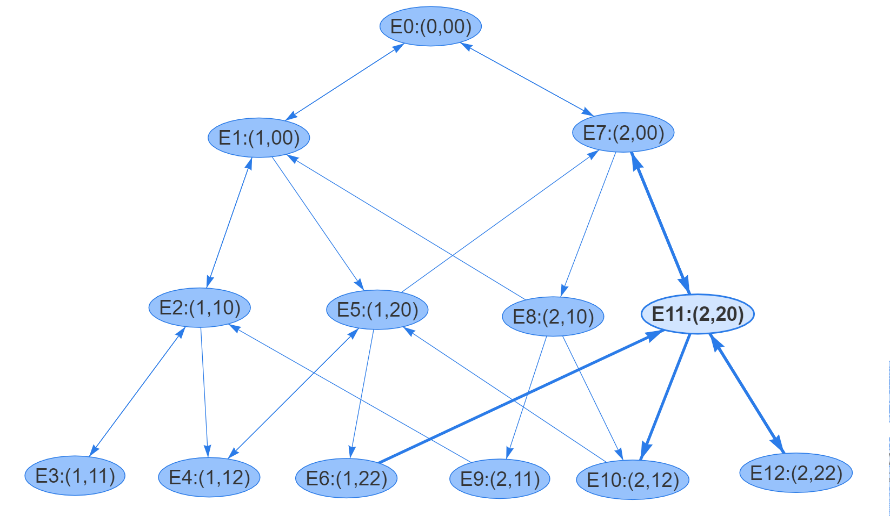 E0:(0,00)
E1:(1,00)
E7:(2,00)
E2:(1,10)
E5:(1,20)
E8:(2,10)
E11:(2,20)
E3:(1,11)
E4:(1,12)
E6:(1,22)
E9:(2,11)
E10:(2,12)
E12:(2,22)